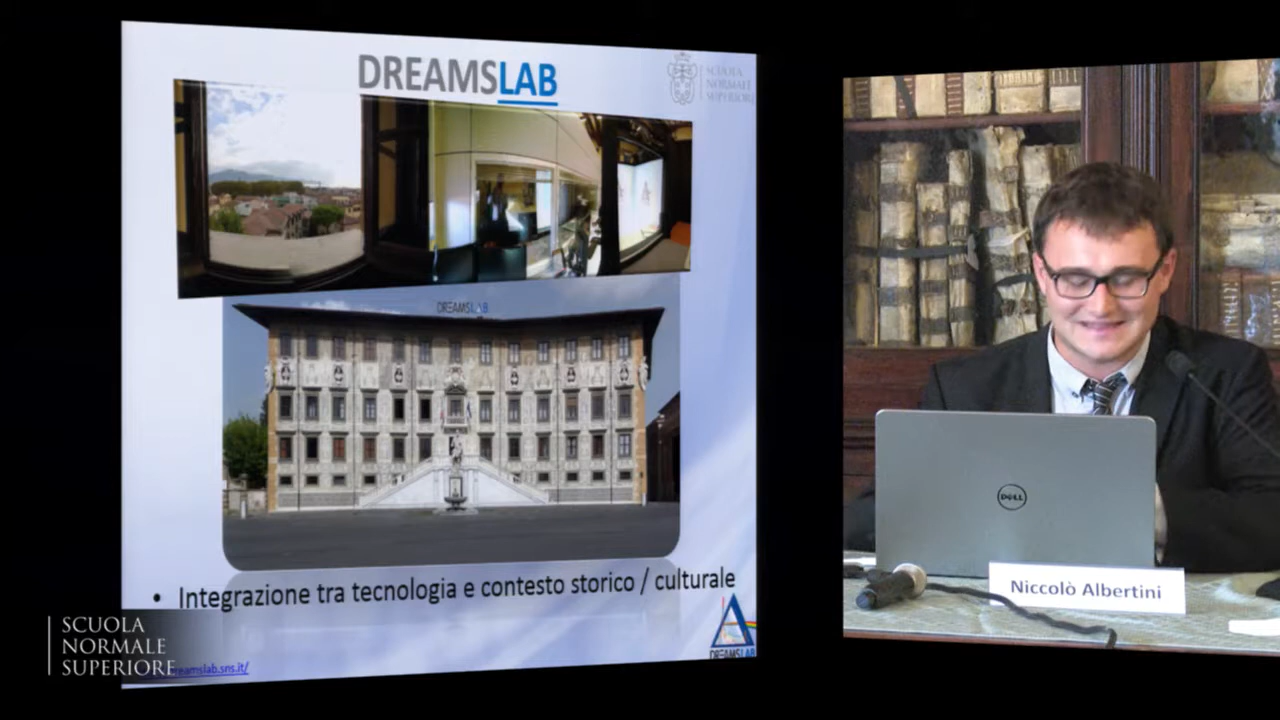 DREAMSLAB
SCUOLA
NORMALE
SUPERIORE
DREAMSLAB
• Integrazione tra tecnologia e contesto storico / culturale
DREAMSLAB
SCUOLA
NORMALE
SUPERIORE
eamslab.sns.it/
DELL
Niccolò Albertini